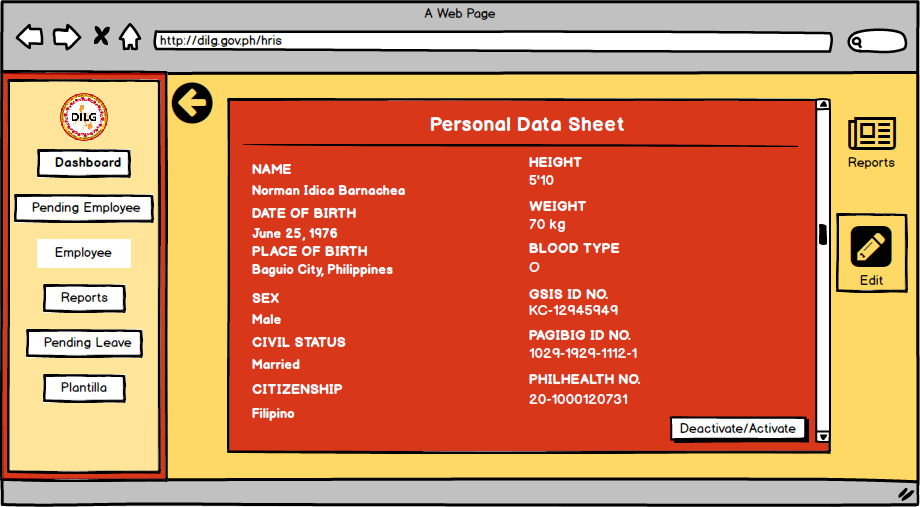 A Web Page
http://dilg.gov.ph/hris
DILG
Dashboard
Pending Employee
Employee
Reports
Pending Leave
Plantilla
Personal Data Sheet
NAME
Norman Idica Barnachea
DATE OF BIRTH
June 25, 1976
PLACE OF BIRTH
Baguio City, Philippines
SEX
Male
CIVIL STATUS
Married
CITIZENSHIP
Filipino
HEIGHT
5'10
WEIGHT
70 kg
BLOOD TYPE
O
GSIS ID NO.
KC-12945949
PAGIBIG ID NO.
1029-1929-1112-1
PHILHEALTH NO.
20-1000120731
Deactivate/Activate
Reports
Edit